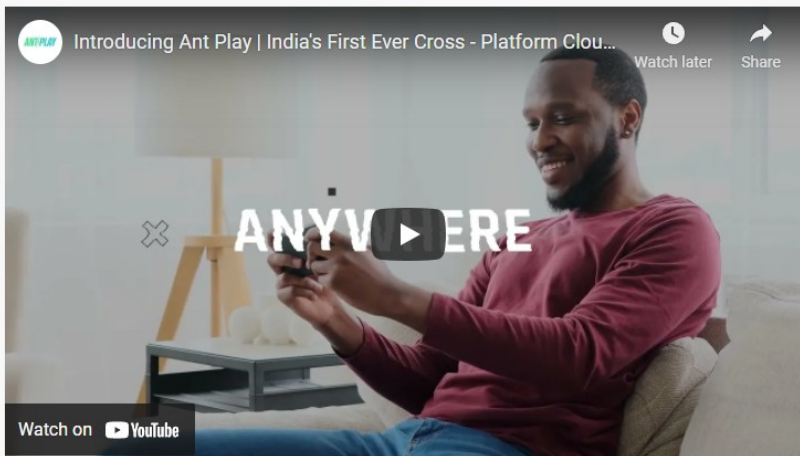 ANT PLAY
Introducing Ant Play | India's First Ever Cross - Platform Clou...
Watch later
Share
ANYWHERE
Watch on YouTube